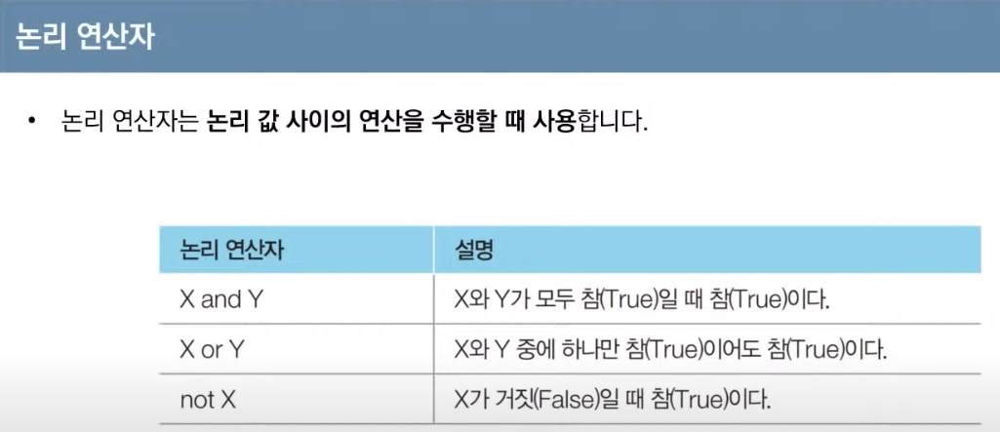 논리 연산자
• 논리 연산자는 논리 값 사이의 연산을 수행할 때 사용합니다.
논리 연산자 설명
X and Y X와 Y가 모두 참(True)일 때 참(True)이다.
X or Y X와 Y 중에 하나만 참(True)이어도 참(True)이다.
not X X가 거짓(False)일 때 참(True)이다.